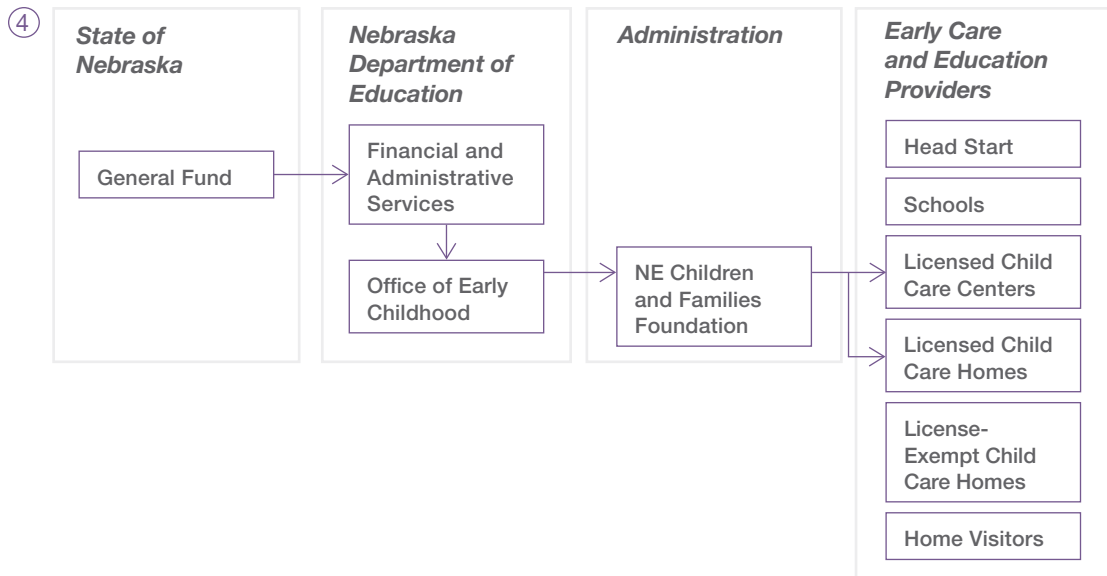 4
State of
Nebraska
General Fund
Nebraska
Department of
Education
Financial and
Administrative
Services
Office of Early
Childhood
Administration
NE Children
and Families
Foundation
Early Care
and Education
Providers
Head Start
Schools
Licensed Child
Care Centers
Licensed Child
Care Homes
License-
Exempt Child
Care Homes
Home Visitors